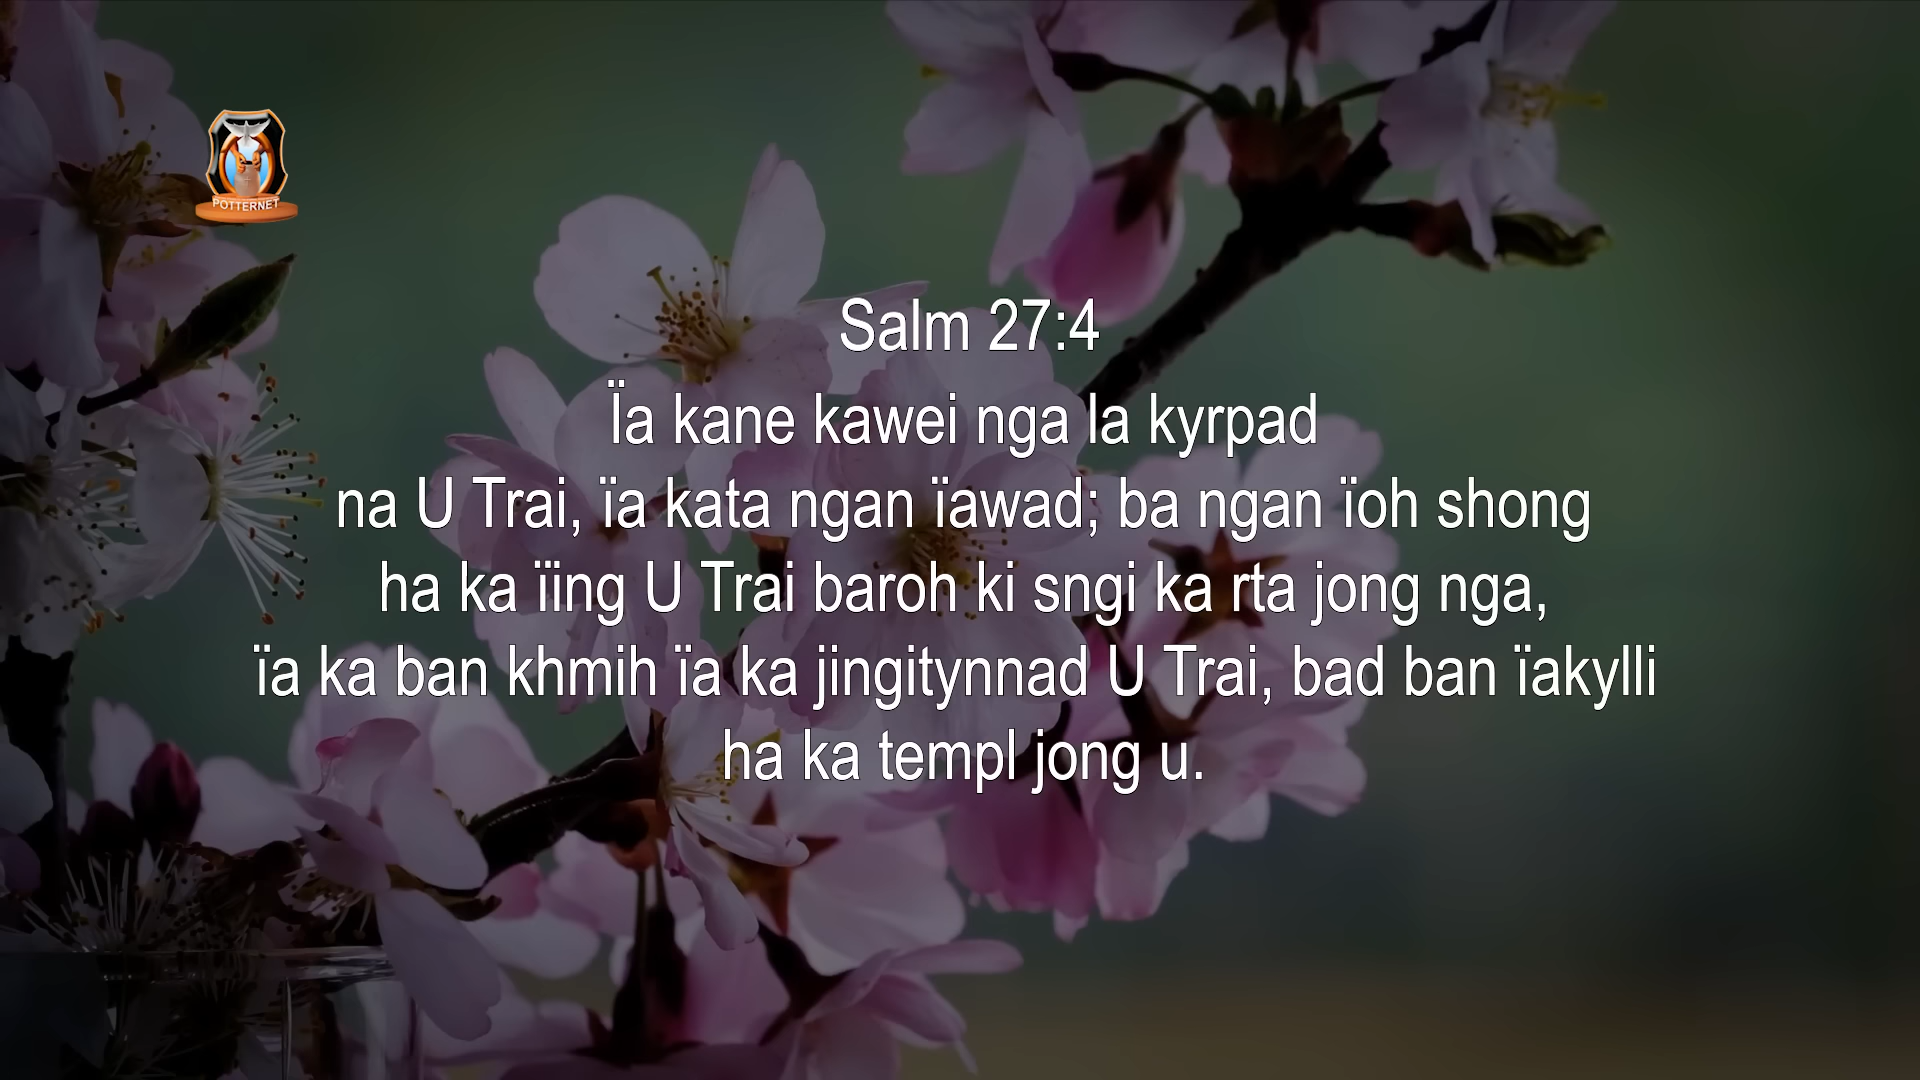 POTTERNET
Salm 27:4
Ïa kane kawei nga la kyrpad
na U Trai, ïa kata ngan ïawad; ba ngan ïoh shong
ha ka ïing U Trai baroh ki sngi ka rta jong nga,
ïa ka ban khmih ïa ka jingitynnad U Trai, bad ban ïakylli
ha ka templ jong u.